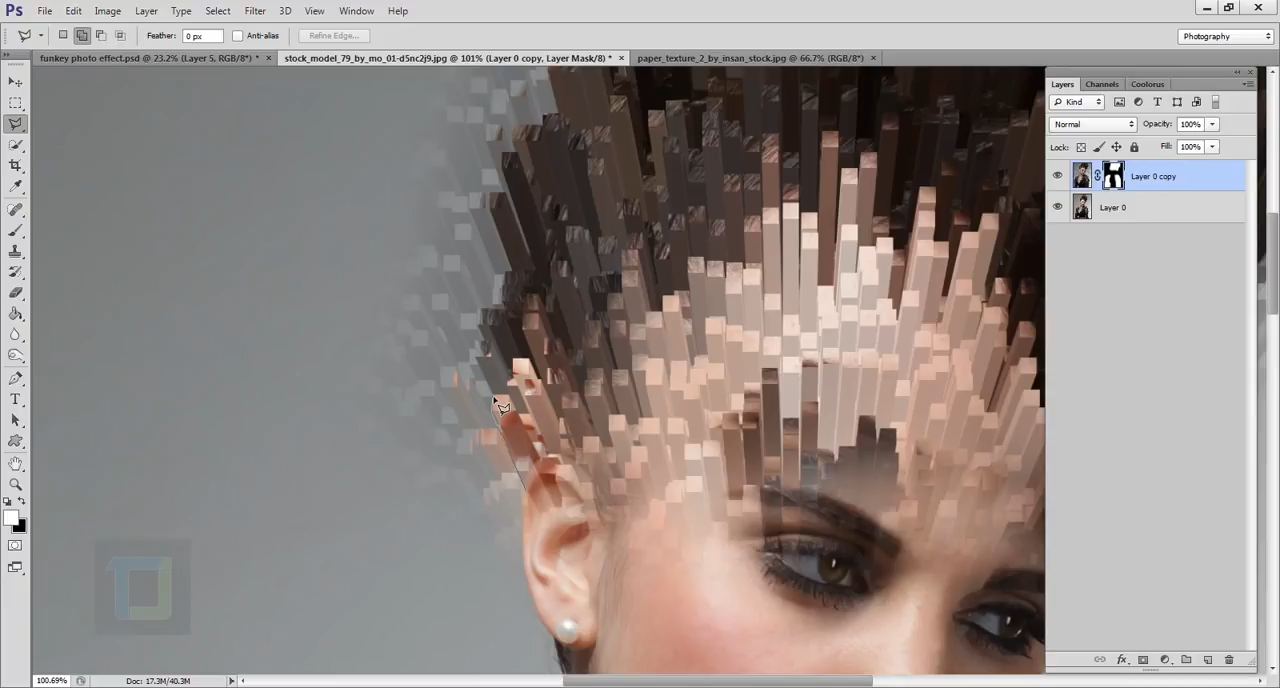 Ps File Edit Image Layer Type Select Filter 3D View Window Help
Feather: 0 px Anti-alias Refine Edge... Photography
funkey photo effect.psd @ 23.2% (Layer 5, RGB/8*) * × stock_model_79_by_mo_01-d5nc2j9.jpg @ 101% (Layer 0 copy, Layer Mask/8) * × paper_texture_2_by_insan_stock.jpg @ 66.7% (RGB/8*) ×
Layers Channels Coolorus
Kind
Normal Opacity: 100%
Lock: Fill: 100%
Layer 0 copy
Layer 0
fx
100.69% Doc: 17.3M/40.3M